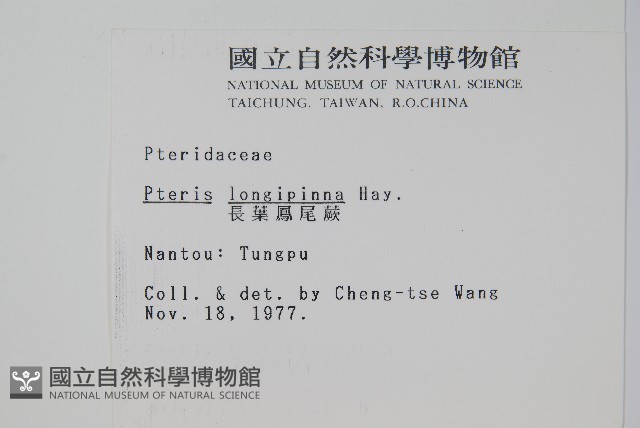 國立自然科學博物館
NATIONAL MUSEUM OF NATURAL SCIENCE
TAICHUNG, TAIWAN, R.O.CHINA
Pteridaceae
Pteris longipinna Hay.
長葉鳳尾蕨
Nantou: Tungpu
Coll. & det. by Cheng-tse Wang
Nov. 18, 1977.
國立自然科學博物館
NATIONAL MUSEUM OF NATURAL SCIENCE